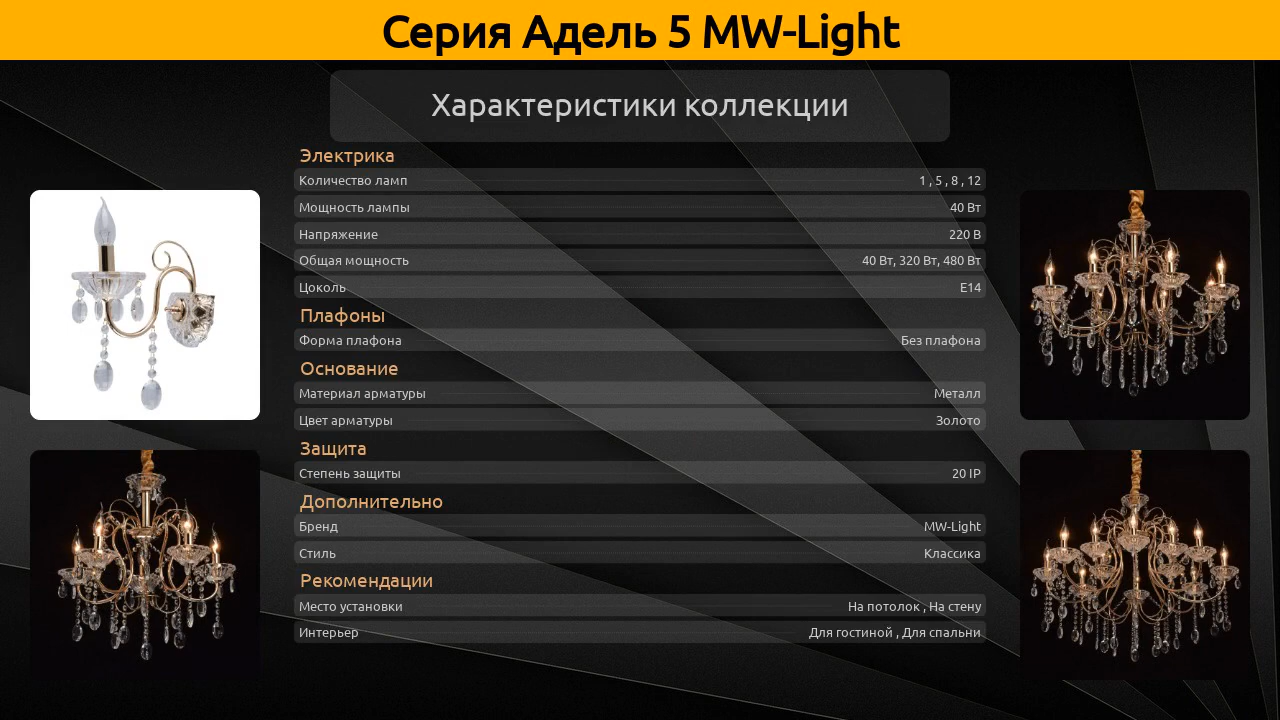 Серия Адель 5 MW-Light
Характеристики коллекции
Электрика
Количество ламп 1 , 5 , 8 , 12
Мощность лампы 40 Вт
Напряжение 220 В
Общая мощность 40 Вт, 320 Вт, 480 Вт
Цоколь E14
Плафоны
Форма плафона Без плафона
Основание
Материал арматуры Металл
Цвет арматуры Золото
Защита
Степень защиты 20 IP
Дополнительно
Бренд MW-Light
Стиль Классика
Рекомендации
Место установки На потолок , На стену
Интерьер Для гостиной , Для спальни